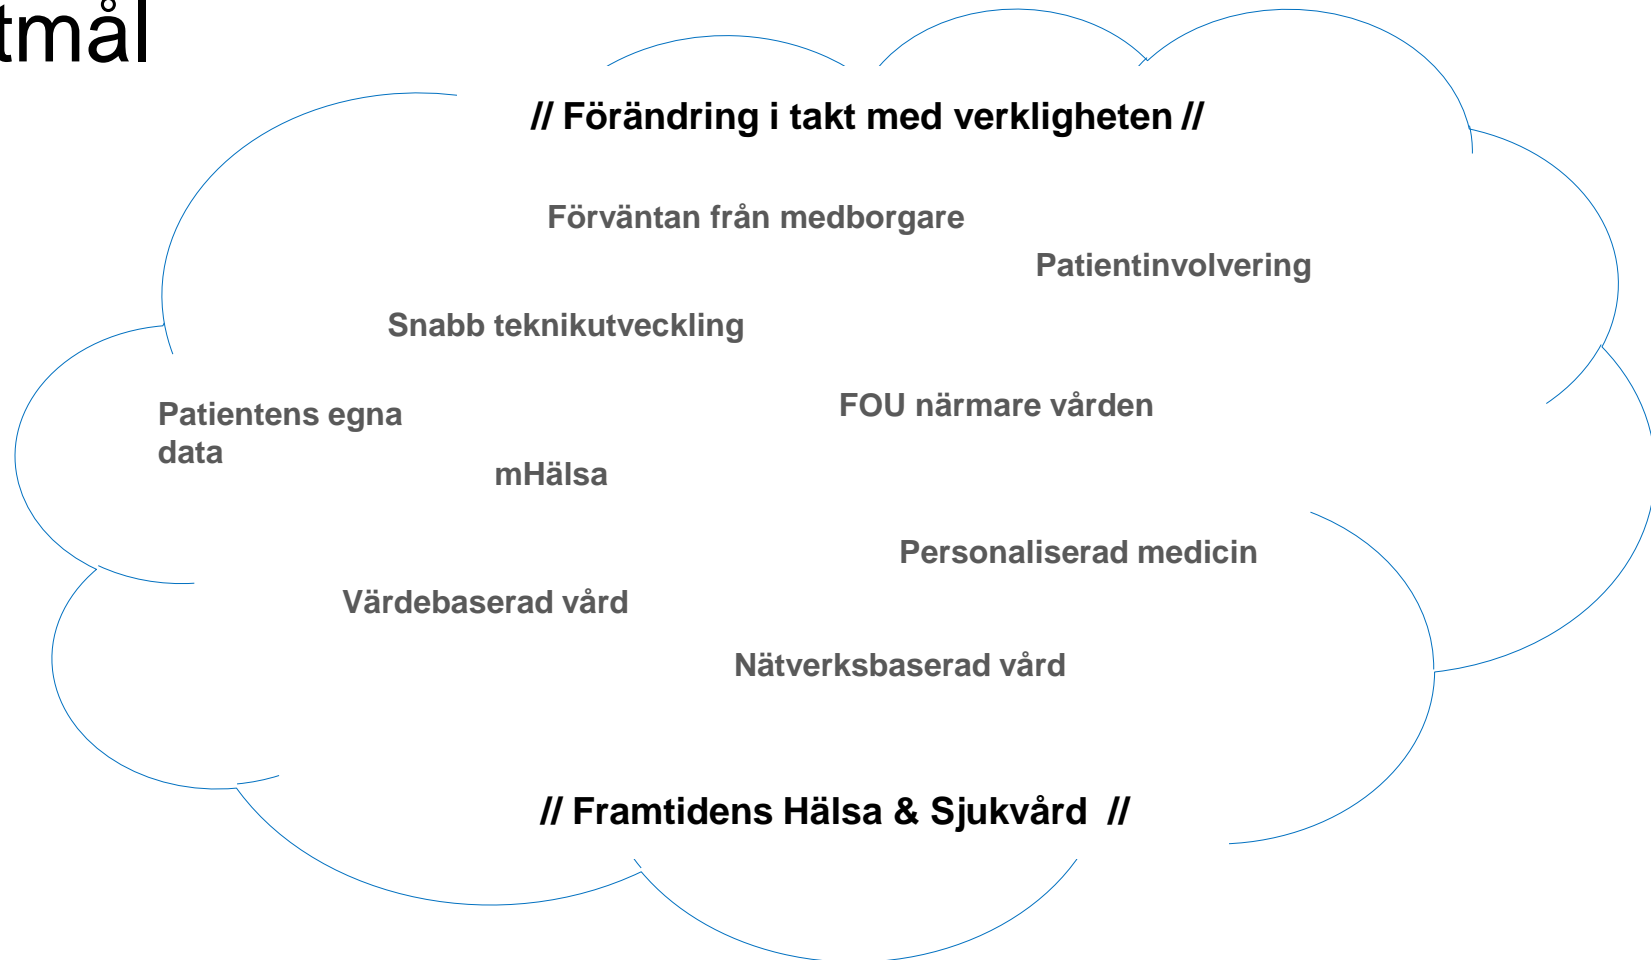 tmål
// Förändring i takt med verkligheten //
Förväntan från medborgare
Patientinvolvering
Snabb teknikutveckling
FOU närmare vården
Patientens egna
data
mHälsa
Personaliserad medicin
Värdebaserad vård
Nätverksbaserad vård
// Framtidens Hälsa & Sjukvård //